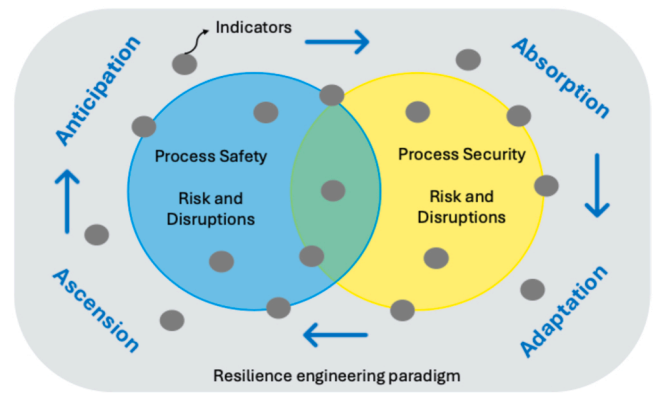 Indicators
Anticipation
Absorption
Process Safety
Risk and
Disruptions
Process Security
Risk and
Disruptions
Ascension
Adaptation
Resilience engineering paradigm